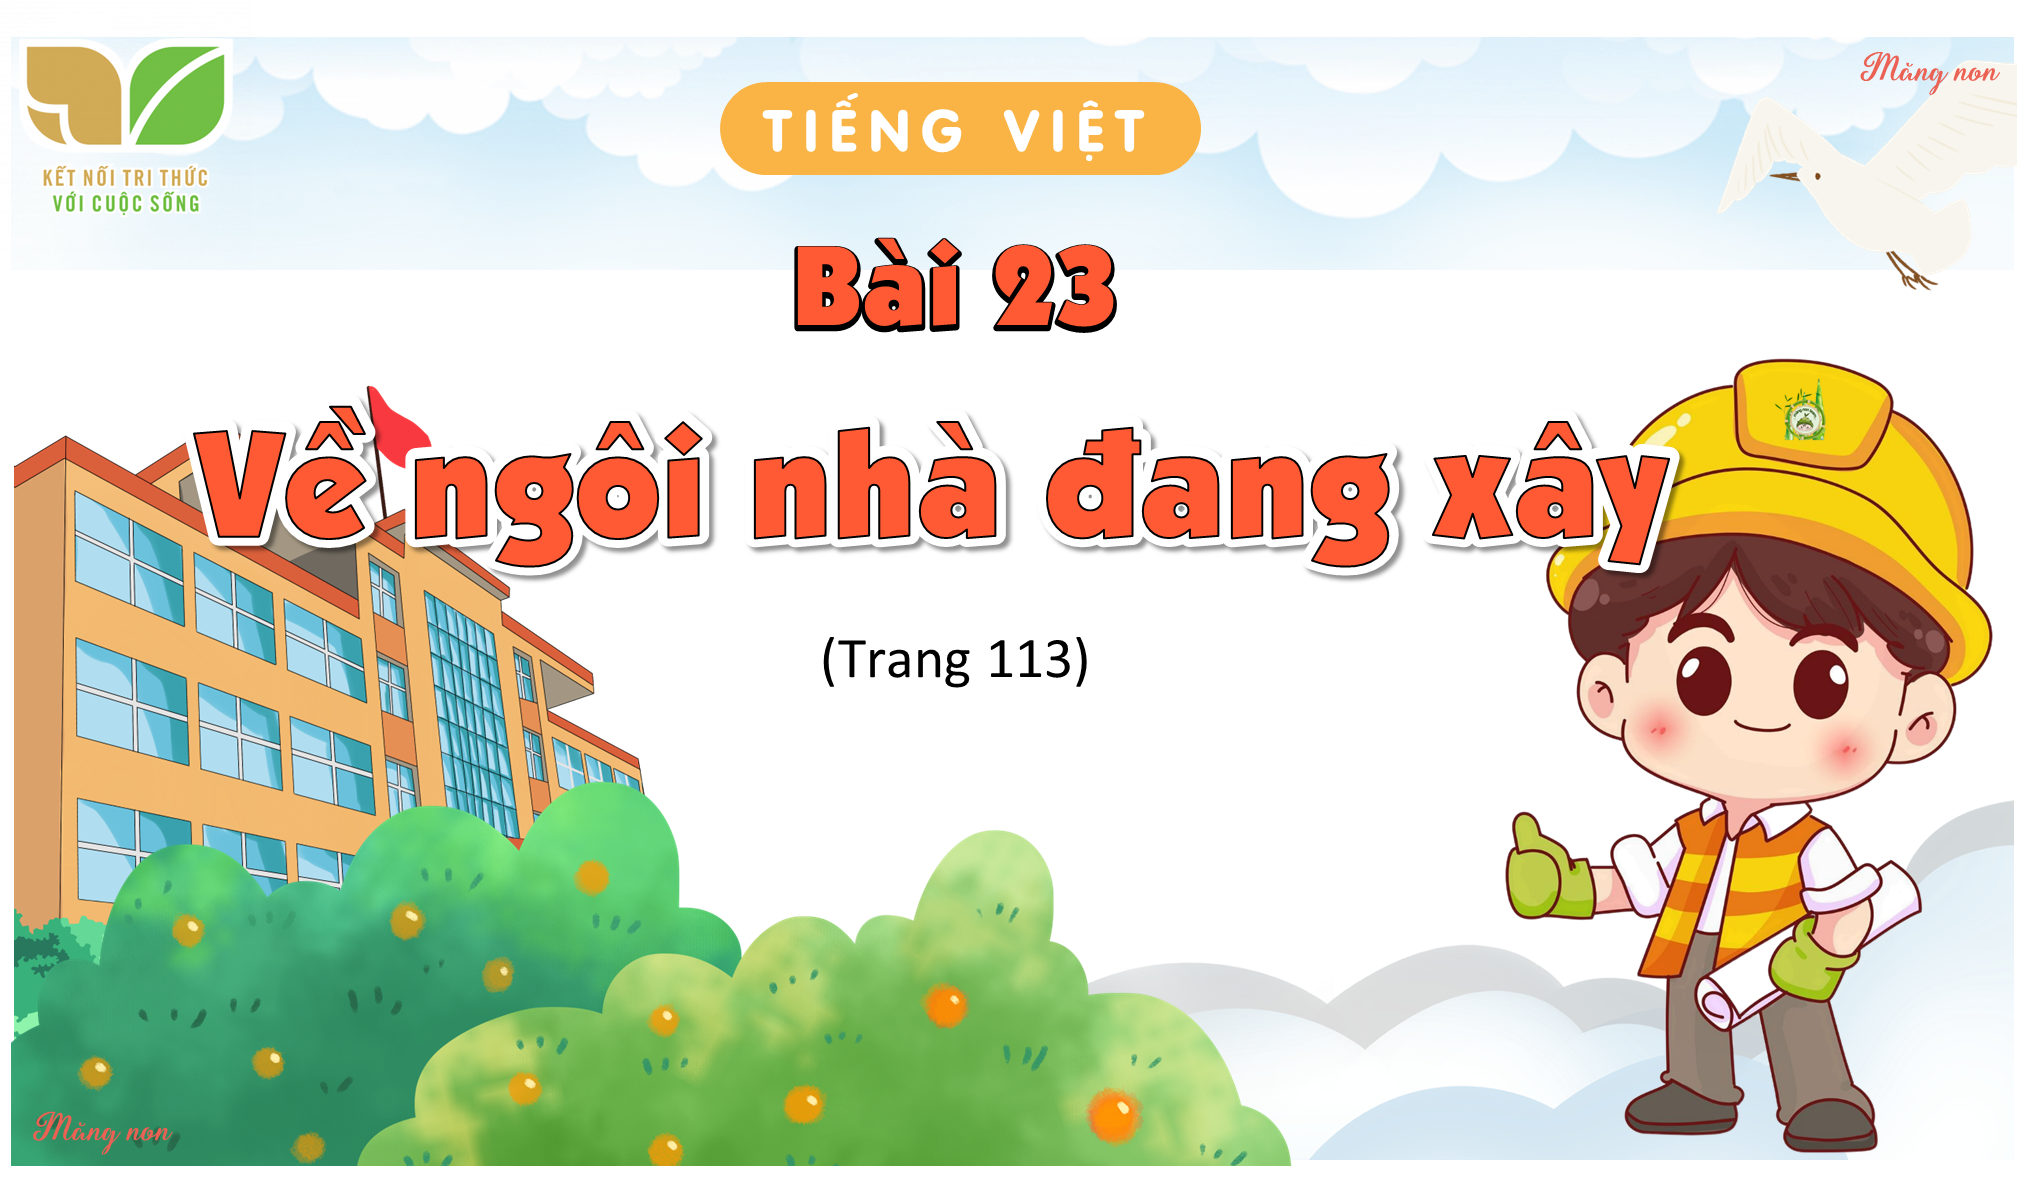 Măng non
TIẾNG VIỆT
KẾT NỐI TRI THỨC
VỚI CUỘC SỐNG
Bài 23
Về ngôi nhà đang xây
(Trang 113)
Măng non